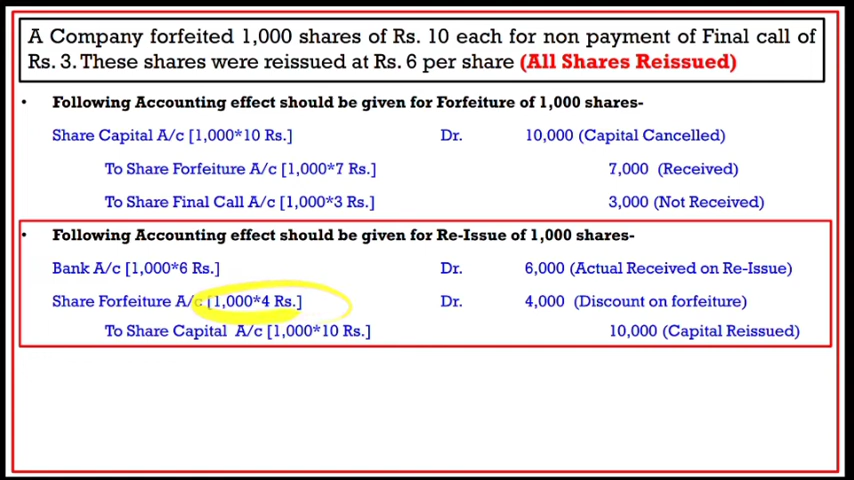 A Company forfeited 1,000 shares of Rs. 10 each for non payment of Final call of
Rs. 3. These shares were reissued at Rs. 6 per share (All Shares Reissued)
• Following Accounting effect should be given for Forfeiture of 1,000 shares-
Share Capital A/c [1,000*10 Rs.] Dr. 10,000 (Capital Cancelled)
To Share Forfeiture A/c [1,000*7 Rs.] 7,000 (Received)
To Share Final Call A/c [1,000*3 Rs.] 3,000 (Not Received)
• Following Accounting effect should be given for Re-Issue of 1,000 shares-
Bank A/c [1,000*6 Rs.] Dr. 6,000 (Actual Received on Re-Issue)
Share Forfeiture A/c [1,000*4 Rs.] Dr. 4,000 (Discount on forfeiture)
To Share Capital A/c [1,000*10 Rs.] 10,000 (Capital Reissued)